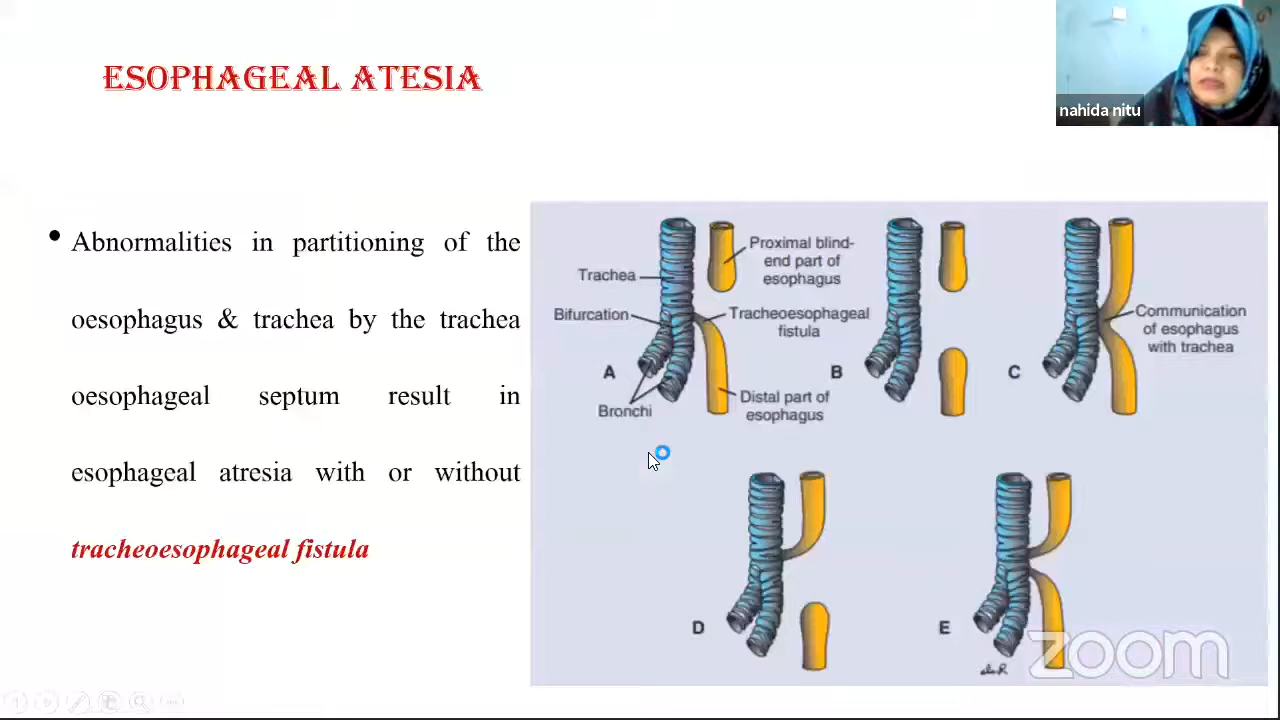 ESOPHAGEAL ATESIA
nahida nitu
• Abnormalities in partitioning of the
oesophagus & trachea by the trachea
oesophageal septum result in
esophageal atresia with or without
tracheoesophageal fistula
Trachea
Bifurcation
A
Bronchi
Proximal blind-
end part of
esophagus
Tracheoesophageal
fistula
Distal part of
esophagus
B
C
Communication
of esophagus
with trachea
D
E
zoom